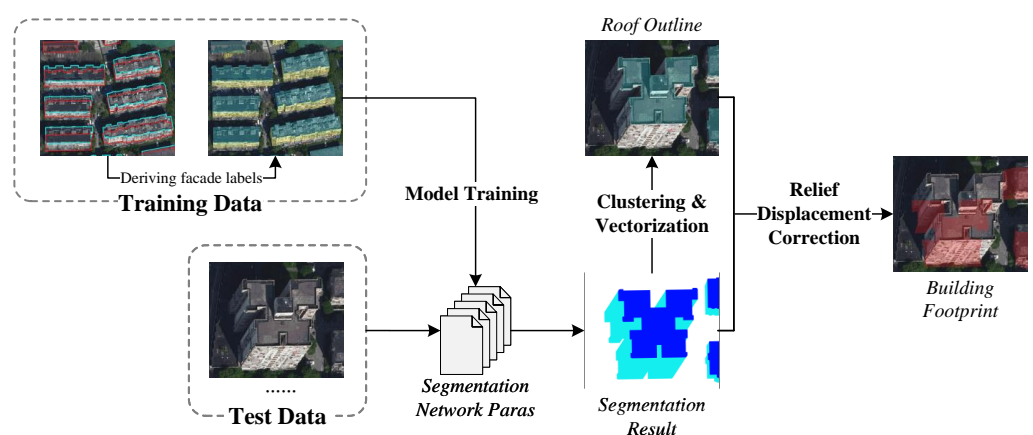 Roof Outline
Deriving facade labels
Training Data
Model Training
Clustering &
Vectorization
Relief
Displacement
Correction
Building
Footprint
......
Test Data
Segmentation
Network Paras
Segmentation
Result